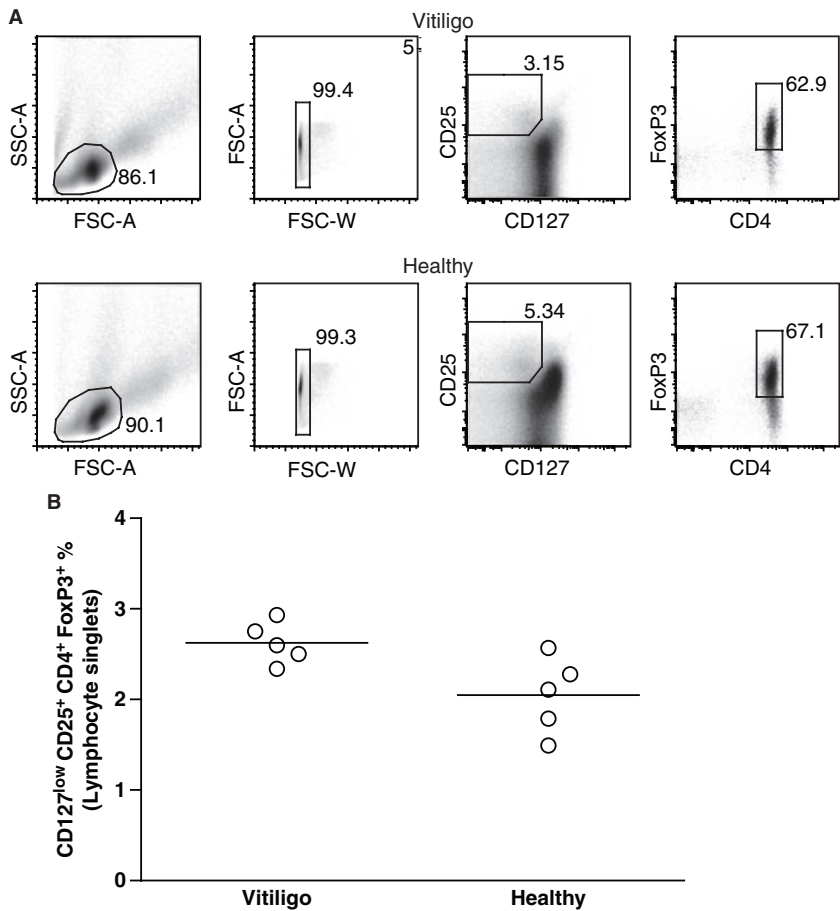 A
Vitiligo
SSC-A
86.1
FSC-A
5
FSC-A
99.4
FSC-W
CD25
3.15
CD127
FoxP3
62.9
CD4
Healthy
SSC-A
90.1
FSC-A
FSC-A
99.3
FSC-W
CD25
5.34
CD127
FoxP3
67.1
CD4
B
CD127low CD25+ CD4+ FoxP3+ %
(Lymphocyte singlets)
4
3
2
1
0
Vitiligo
Healthy